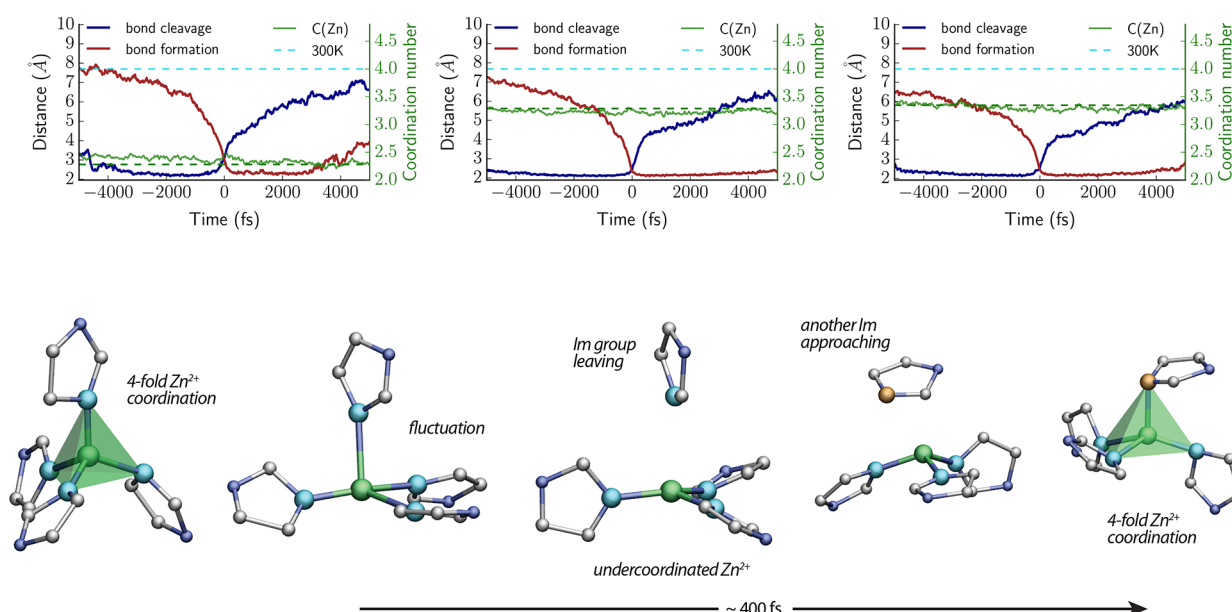 bond cleavage
bond formation
C(Zn)
300K
10
9
8
7
6
5
4
3
2
Distance (Å)
4.5
4.0
3.5
3.0
2.5
2.0
Coordination number
−4000 −2000 0 2000 4000
Time (fs)
bond cleavage
bond formation
C(Zn)
300K
10
9
8
7
6
5
4
3
2
Distance (Å)
4.5
4.0
3.5
3.0
2.5
2.0
Coordination number
−4000 −2000 0 2000 4000
Time (fs)
bond cleavage
bond formation
C(Zn)
300K
10
9
8
7
6
5
4
3
2
Distance (Å)
4.5
4.0
3.5
3.0
2.5
2.0
Coordination number
−4000 −2000 0 2000 4000
Time (fs)
4-fold Zn²⁺
coordination
fluctuation
Im group
leaving
undercoordinated Zn²⁺
another Im
approaching
4-fold Zn²⁺
coordination
~ 400 fs